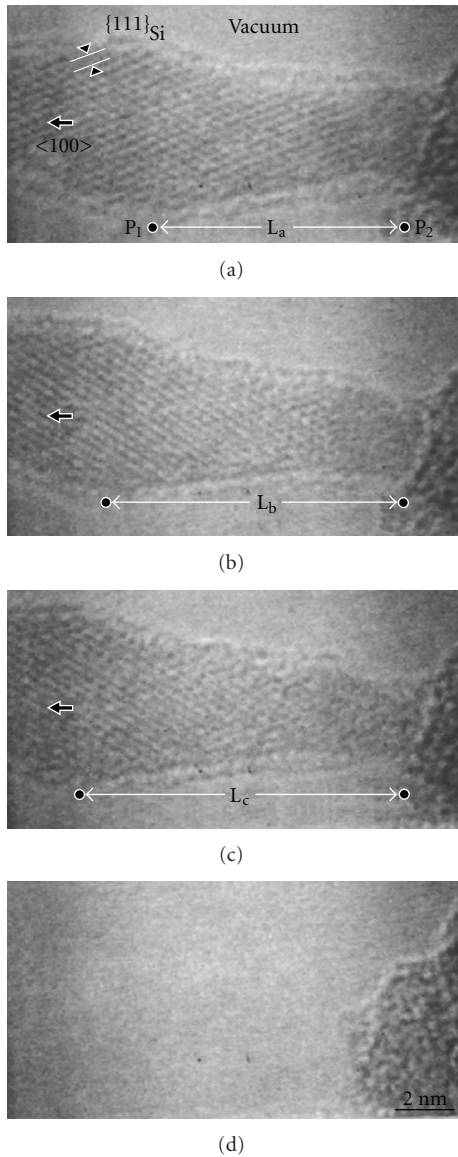 {111}Si Vacuum
<100>
P1 La P2
(a)
Lb
(b)
Lc
(c)
2 nm
(d)